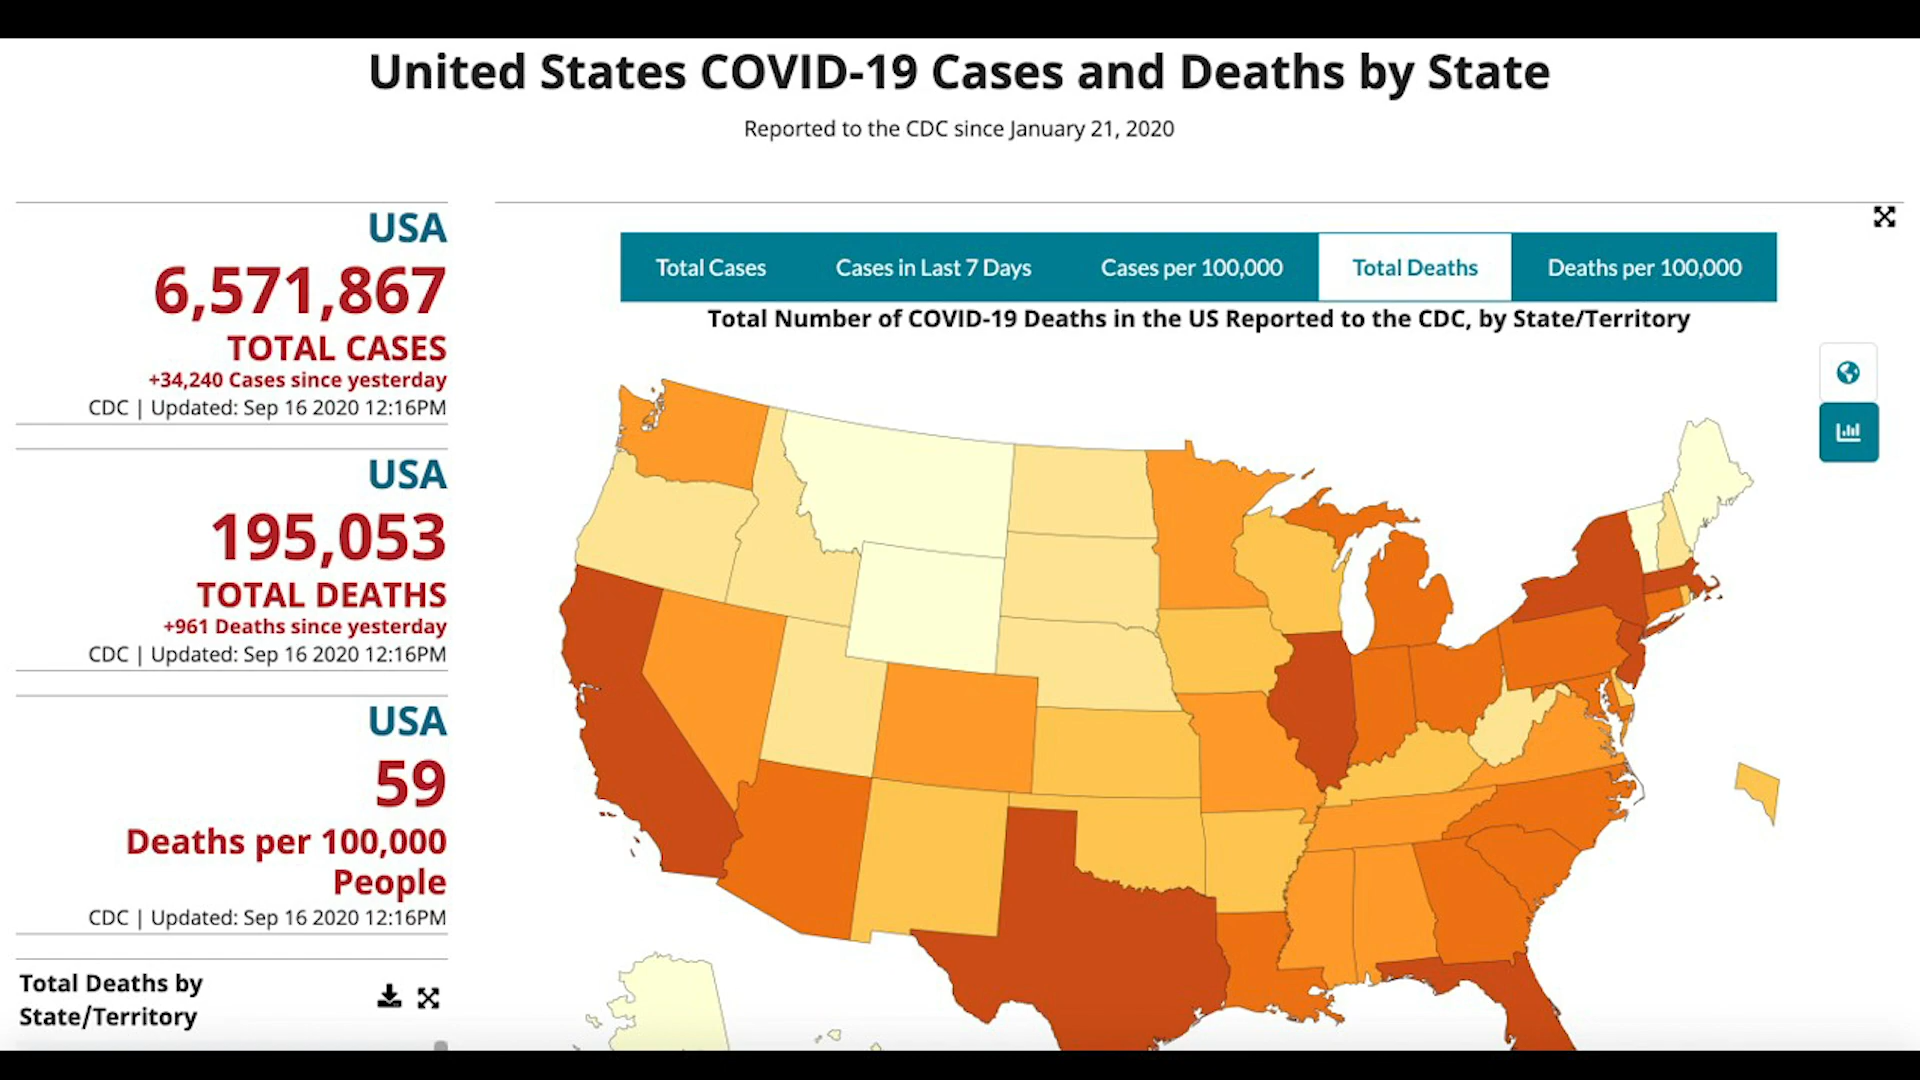 United States COVID-19 Cases and Deaths by State
Reported to the CDC since January 21, 2020
USA
6,571,867
TOTAL CASES
+34,240 Cases since yesterday
CDC | Updated: Sep 16 2020 12:16PM
USA
195,053
TOTAL DEATHS
+961 Deaths since yesterday
CDC | Updated: Sep 16 2020 12:16PM
USA
59
Deaths per 100,000
People
CDC | Updated: Sep 16 2020 12:16PM
Total Deaths by
State/Territory
Total Cases
Cases in Last 7 Days
Cases per 100,000
Total Deaths
Deaths per 100,000
Total Number of COVID-19 Deaths in the US Reported to the CDC, by State/Territory